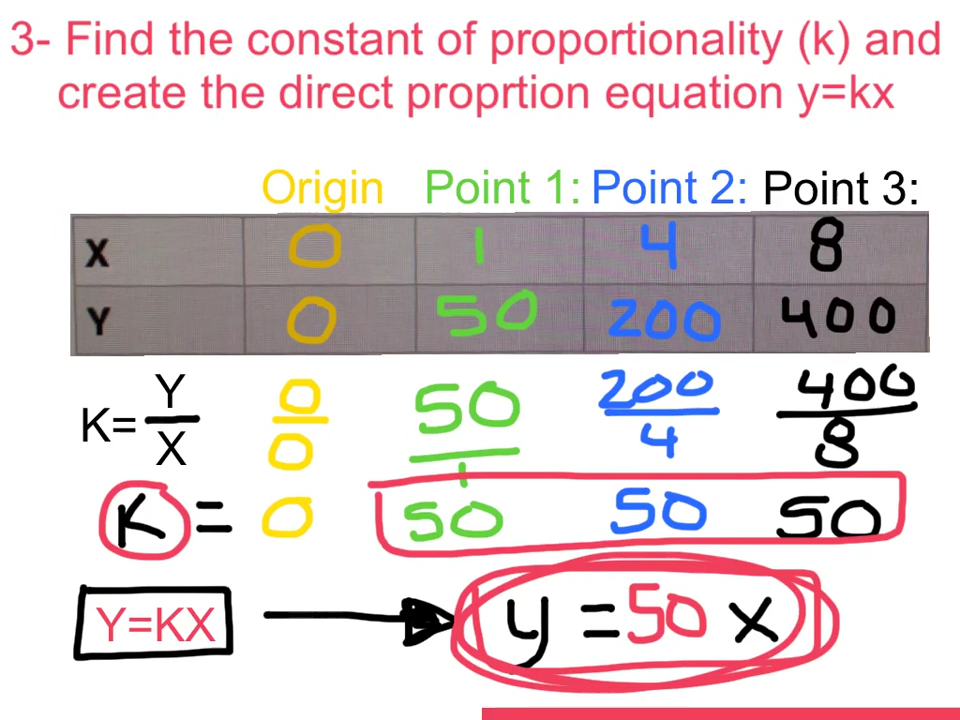 3- Find the constant of proportionality (k) and
create the direct proprtion equation y=kx
Origin Point 1: Point 2: Point 3:
X 0 1 4 8
Y 0 50 200 400
K= Y/X 0/0 50/1 200/4 400/8
K = 0 50 50 50
Y=KX y = 50 x